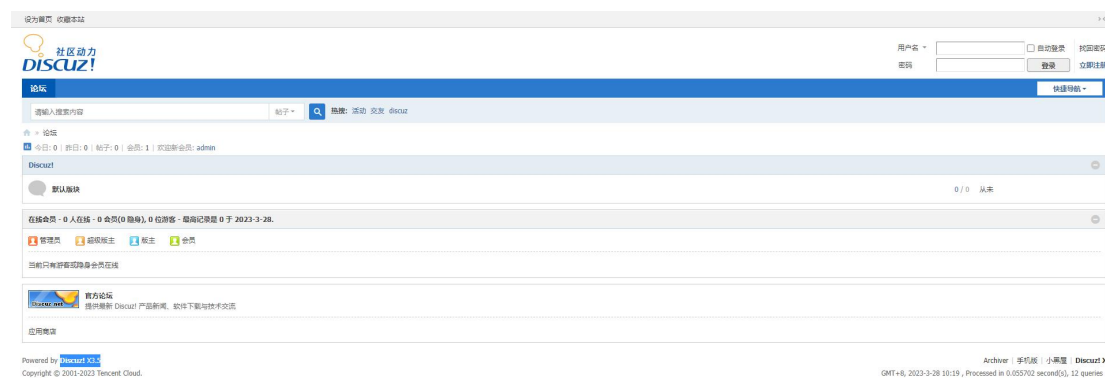 设为首页 收藏本站
社区动力
DISCUZ!
用户名 自动登录 找回密码
密码 登录 立即注册
论坛 快捷导航
请输入搜索内容 帖子 热搜: 活动 交友 discuz
» 论坛
今日: 0 | 昨日: 0 | 帖子: 0 | 会员: 1 | 欢迎新会员: admin
Discuz!
默认版块 0 / 0 从未
在线会员 - 0 人在线 - 0 会员(0 隐身), 0 位游客 - 最高记录是 0 于 2023-3-28.
管理员 超级版主 版主 会员
当前只有游客或隐身会员在线
Discuz.net 官方论坛
提供最新 Discuz! 产品新闻、软件下载与技术交流
应用商店
Powered by Discuz! X3.5 Archiver | 手机版 | 小黑屋 | Discuz! X
Copyright © 2001-2023 Tencent Cloud. GMT+8, 2023-3-28 10:19 , Processed in 0.055702 second(s), 12 queries